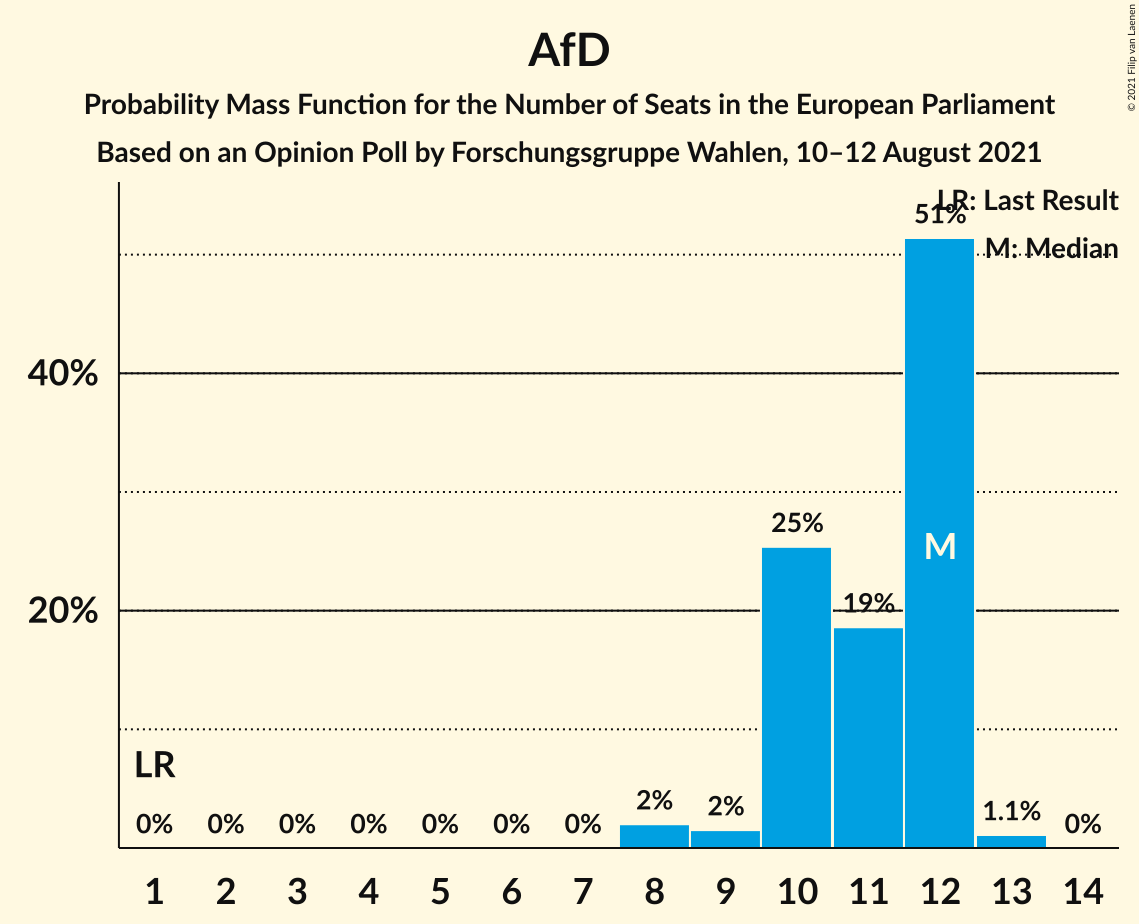 AfD
Probability Mass Function for the Number of Seats in the European Parliament
Based on an Opinion Poll by Forschungsgruppe Wahlen, 10–12 August 2021
© 2021 Filip van Laenen
LR: Last Result
M: Median
51%
40%
25%
M
20%
19%
LR
0% 0% 0% 0% 0% 0% 0% 2% 2% 1.1% 0%
1 2 3 4 5 6 7 8 9 10 11 12 13 14